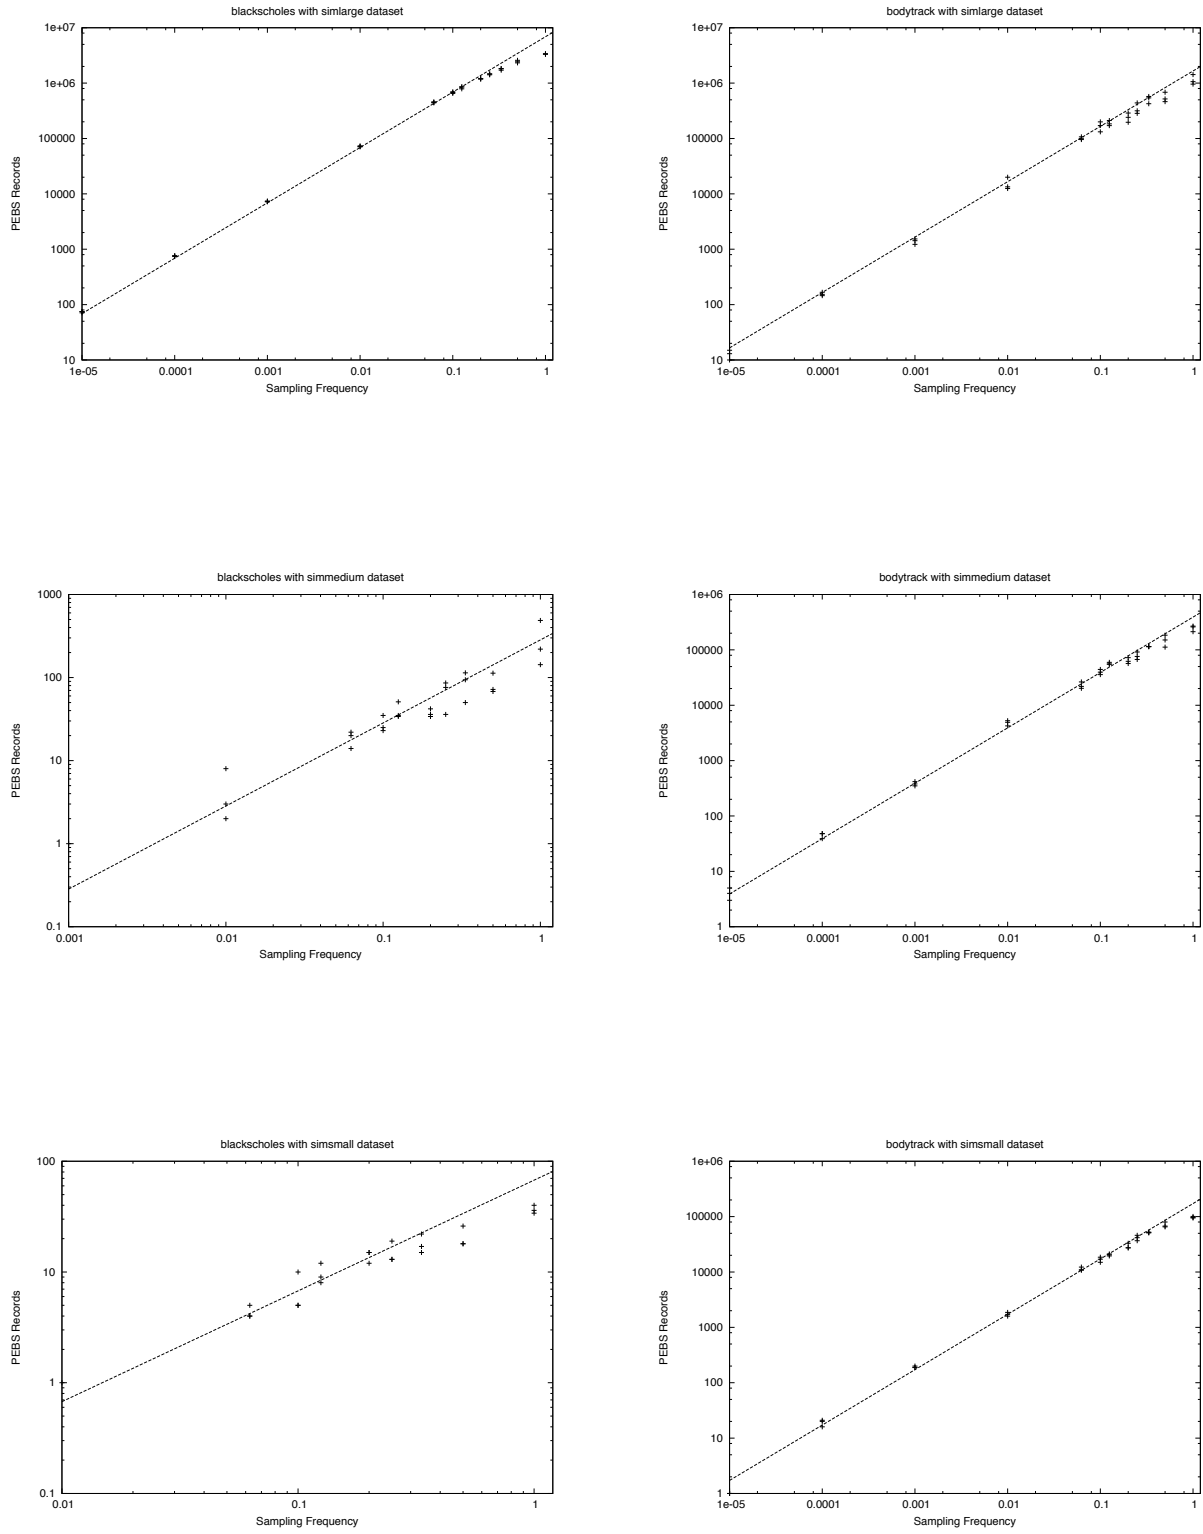 blackscholes with simlarge dataset
1e+07
1e+06
100000
10000
1000
100
10
1e-05 0.0001 0.001 0.01 0.1 1
PEBS Records
Sampling Frequency
bodytrack with simlarge dataset
1e+07
1e+06
100000
10000
1000
100
10
1e-05 0.0001 0.001 0.01 0.1 1
PEBS Records
Sampling Frequency
blackscholes with simmedium dataset
1000
100
10
1
0.1
0.001 0.01 0.1 1
PEBS Records
Sampling Frequency
bodytrack with simmedium dataset
1e+06
100000
10000
1000
100
10
1
1e-05 0.0001 0.001 0.01 0.1 1
PEBS Records
Sampling Frequency
blackscholes with simsmall dataset
100
10
1
0.1
0.01 0.1 1
PEBS Records
Sampling Frequency
bodytrack with simsmall dataset
1e+06
100000
10000
1000
100
10
1
1e-05 0.0001 0.001 0.01 0.1 1
PEBS Records
Sampling Frequency